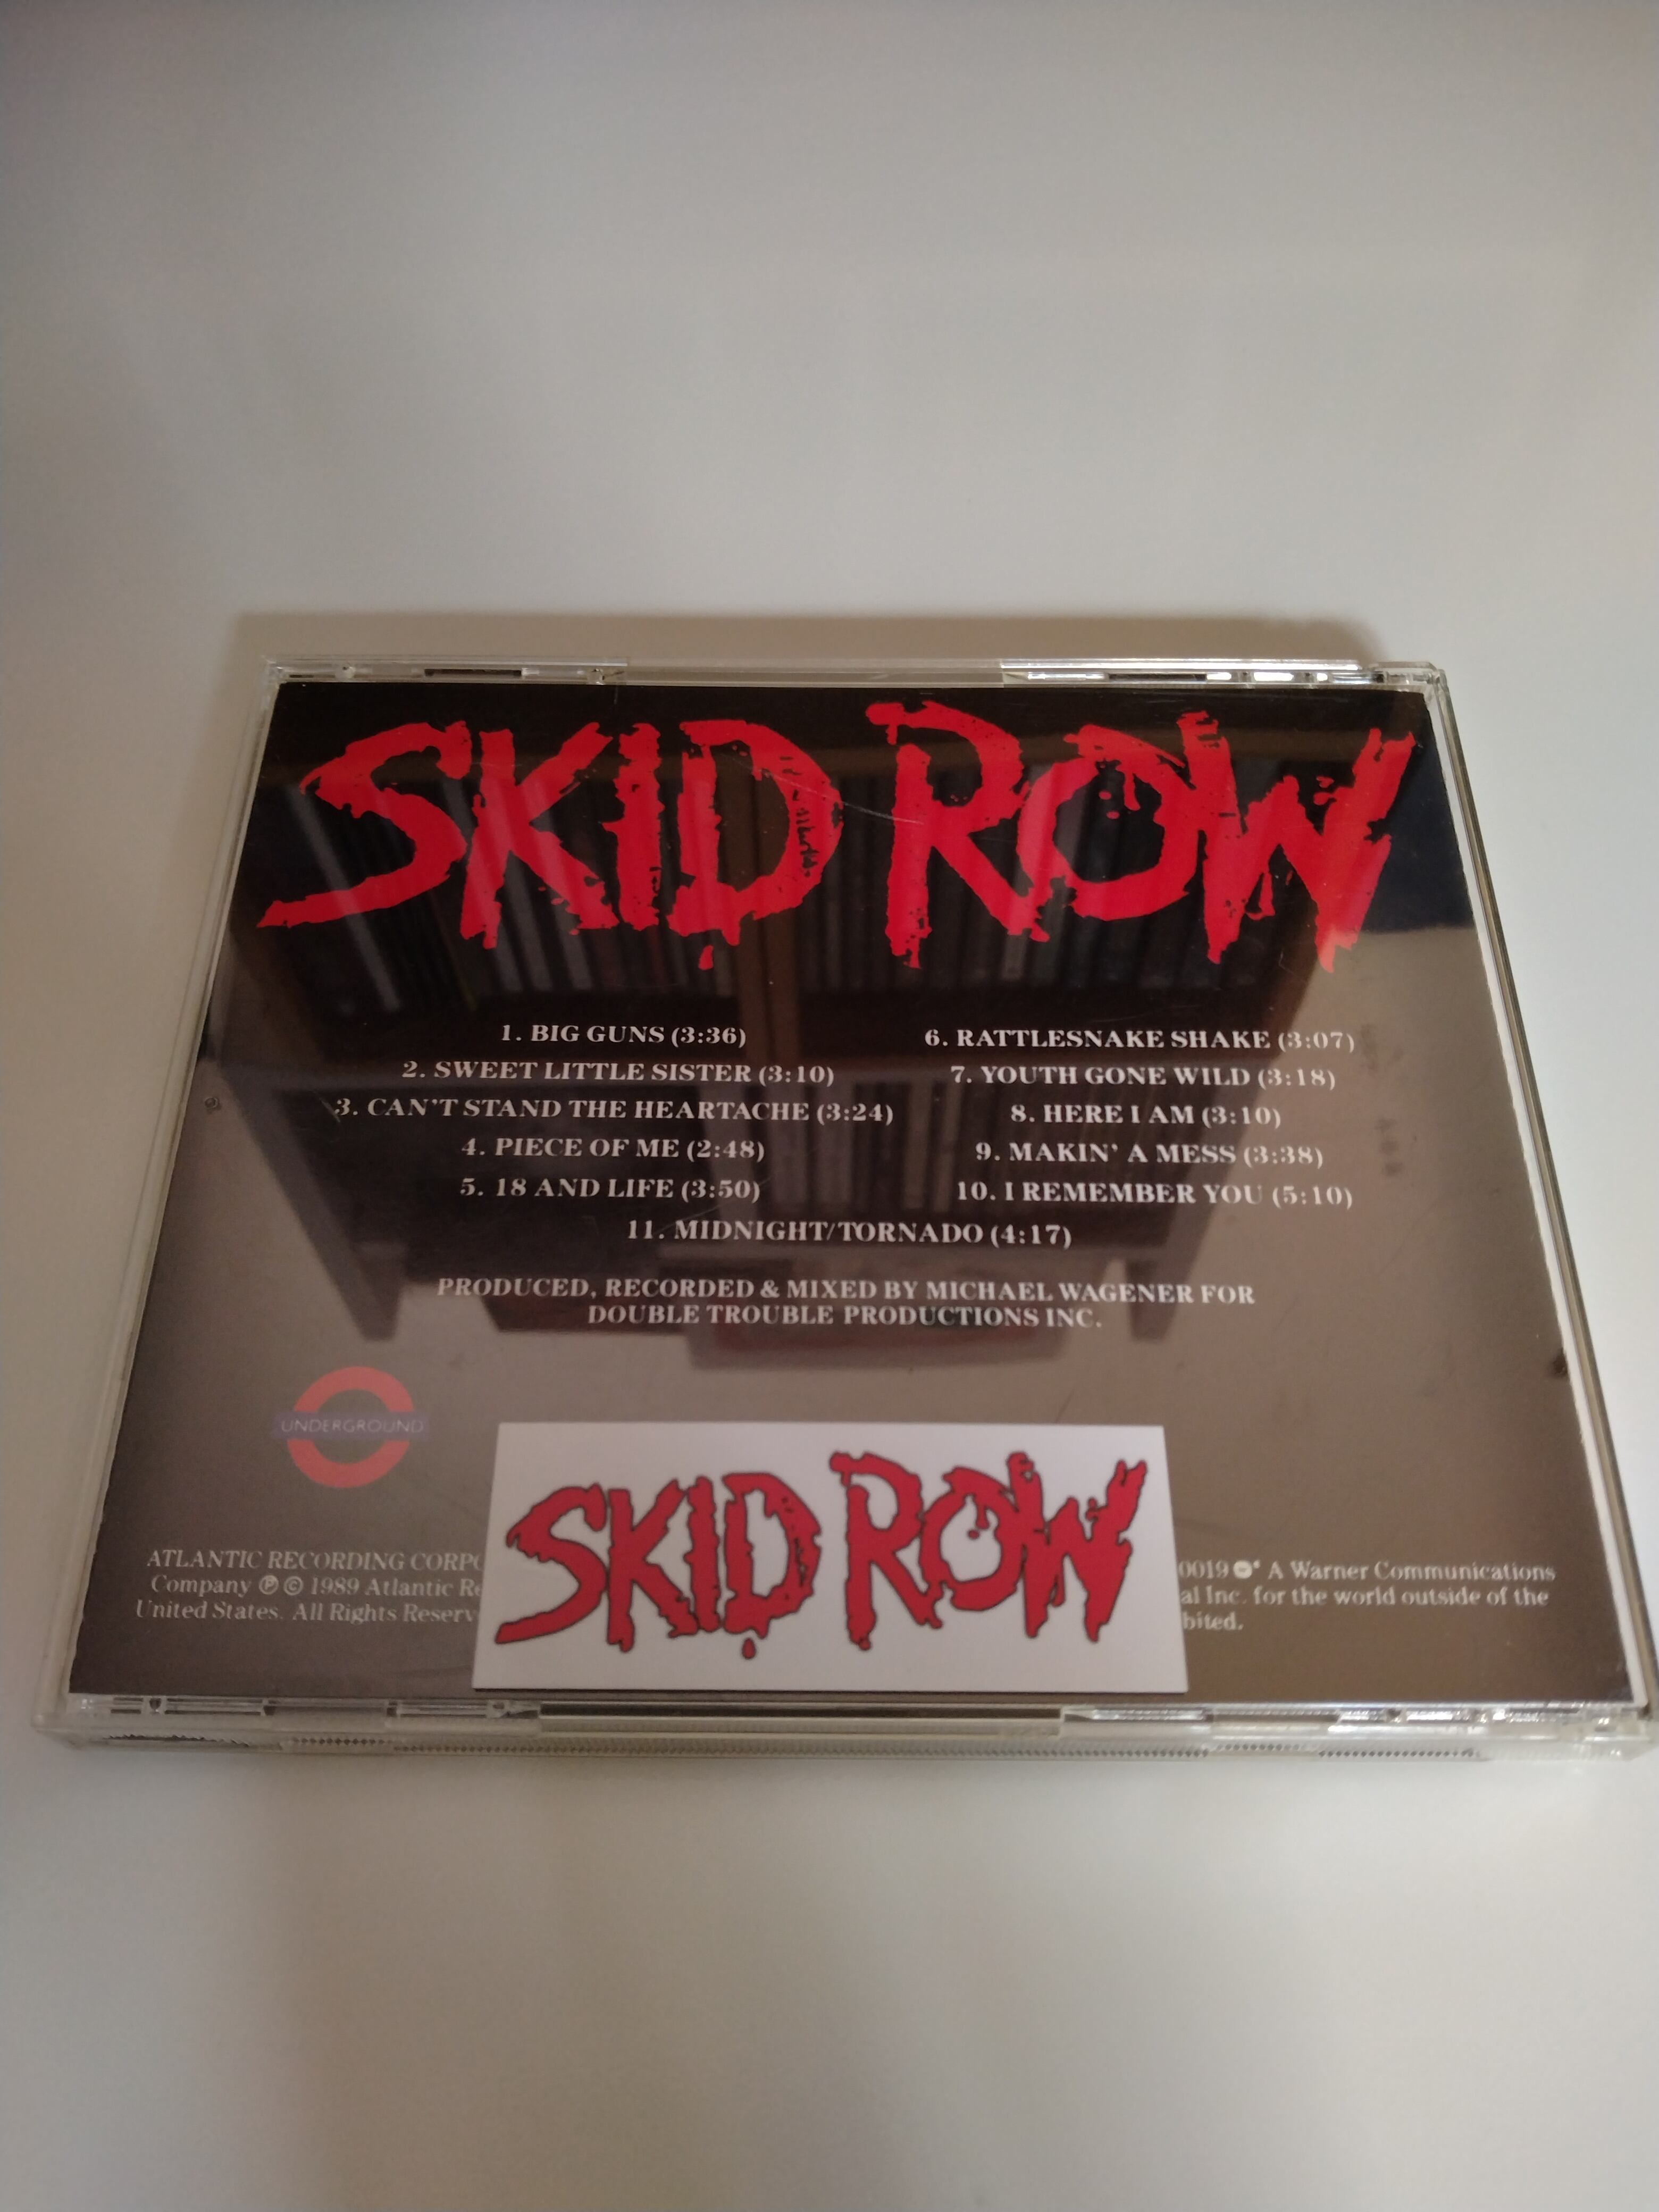 SKID ROW
1. BIG GUNS (3:36)
2. SWEET LITTLE SISTER (3:10)
3. CAN'T STAND THE HEARTACHE (3:24)
4. PIECE OF ME (2:48)
5. 18 AND LIFE (3:50)
6. RATTLESNAKE SHAKE (3:07)
7. YOUTH GONE WILD (3:18)
8. HERE I AM (3:10)
9. MAKIN' A MESS (3:38)
10. I REMEMBER YOU (5:10)
11. MIDNIGHT/TORNADO (4:17)
PRODUCED, RECORDED & MIXED BY MICHAEL WAGENER FOR
DOUBLE TROUBLE PRODUCTIONS INC.
UNDERGROUND
SKID ROW
ATLANTIC RECORDING 0019 A Warner Communications
Company ℗ © 1989 Atlantic Inc. for the world outside of the
United States. All Rights